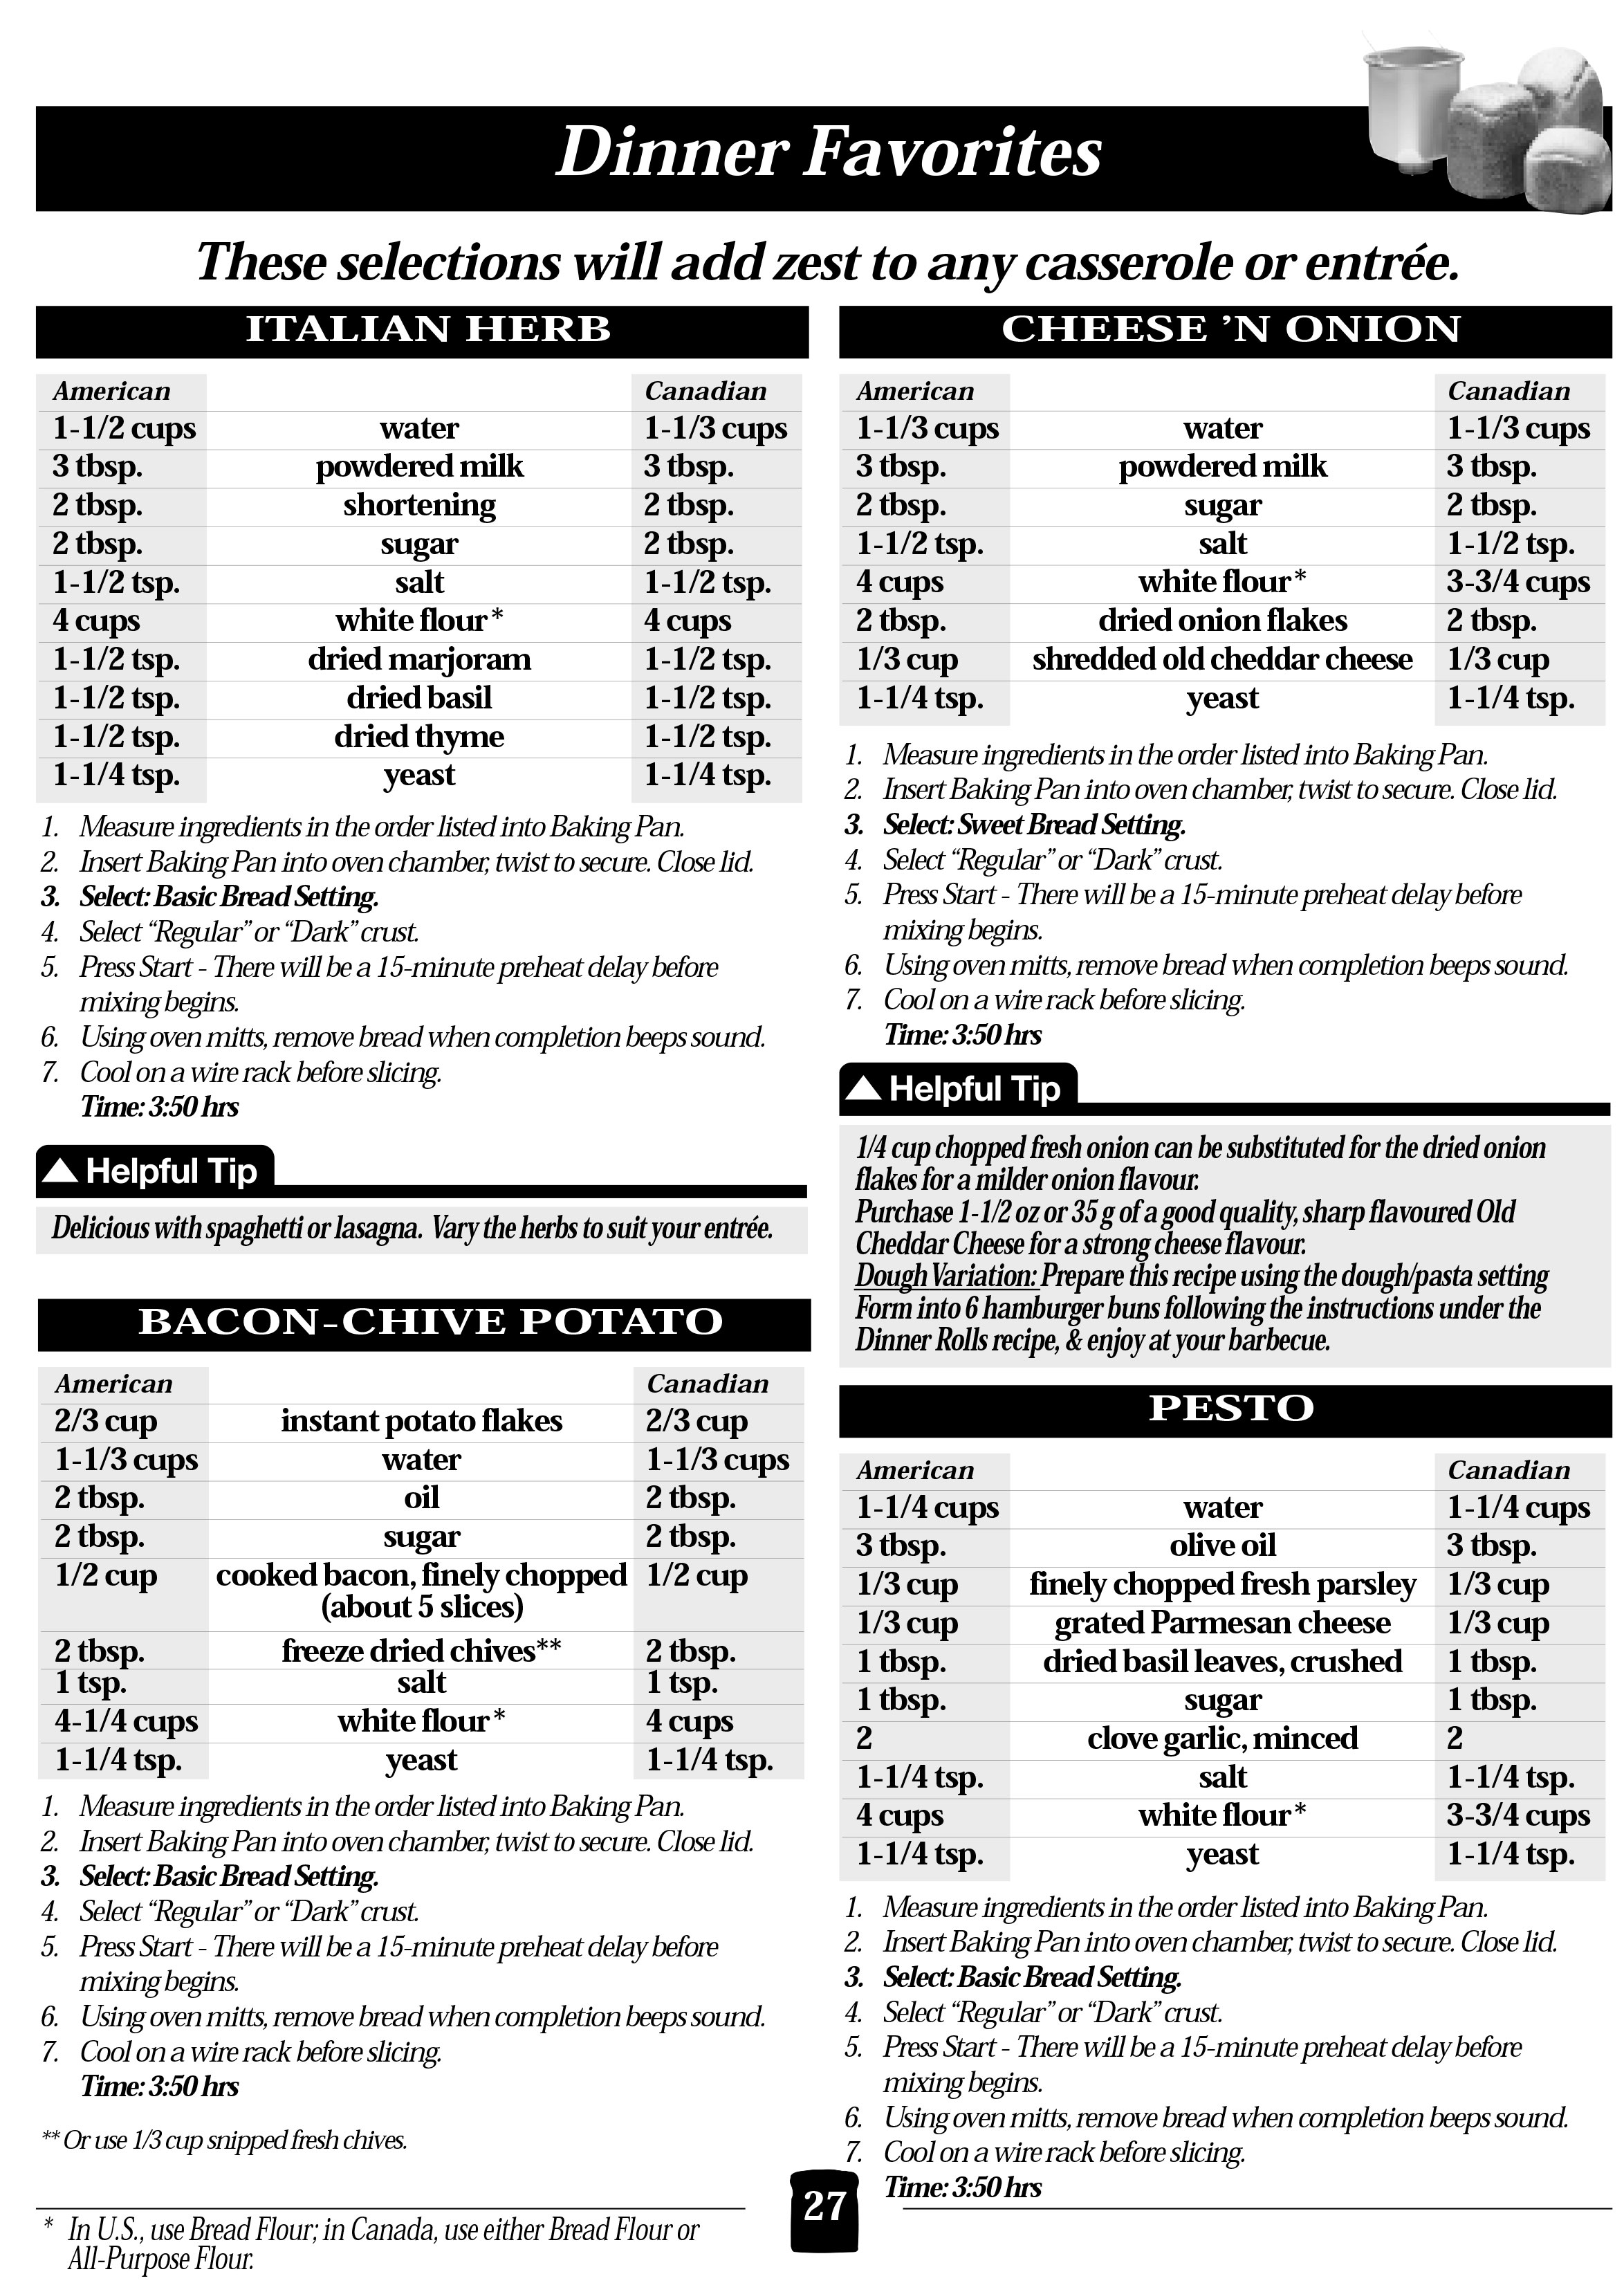 Dinner Favorites
These selections will add zest to any casserole or entrée.
ITALIAN HERB
American Canadian
1-1/2 cups water 1-1/3 cups
3 tbsp. powdered milk 3 tbsp.
2 tbsp. shortening 2 tbsp.
2 tbsp. sugar 2 tbsp.
1-1/2 tsp. salt 1-1/2 tsp.
4 cups white flour* 4 cups
1-1/2 tsp. dried marjoram 1-1/2 tsp.
1-1/2 tsp. dried basil 1-1/2 tsp.
1-1/2 tsp. dried thyme 1-1/2 tsp.
1-1/4 tsp. yeast 1-1/4 tsp.
1. Measure ingredients in the order listed into Baking Pan.
2. Insert Baking Pan into oven chamber, twist to secure. Close lid.
3. Select: Basic Bread Setting.
4. Select “Regular” or “Dark” crust.
5. Press Start - There will be a 15-minute preheat delay before
mixing begins.
6. Using oven mitts, remove bread when completion beeps sound.
7. Cool on a wire rack before slicing.
Time: 3:50 hrs
Helpful Tip
Delicious with spaghetti or lasagna. Vary the herbs to suit your entrée.
BACON-CHIVE POTATO
American Canadian
2/3 cup instant potato flakes 2/3 cup
1-1/3 cups water 1-1/3 cups
2 tbsp. oil 2 tbsp.
2 tbsp. sugar 2 tbsp.
1/2 cup cooked bacon, finely chopped 1/2 cup
(about 5 slices)
2 tbsp. freeze dried chives** 2 tbsp.
1 tsp. salt 1 tsp.
4-1/4 cups white flour* 4 cups
1-1/4 tsp. yeast 1-1/4 tsp.
1. Measure ingredients in the order listed into Baking Pan.
2. Insert Baking Pan into oven chamber, twist to secure. Close lid.
3. Select: Basic Bread Setting.
4. Select “Regular” or “Dark” crust.
5. Press Start - There will be a 15-minute preheat delay before
mixing begins.
6. Using oven mitts, remove bread when completion beeps sound.
7. Cool on a wire rack before slicing.
Time: 3:50 hrs
** Or use 1/3 cup snipped fresh chives.
CHEESE ’N ONION
American Canadian
1-1/3 cups water 1-1/3 cups
3 tbsp. powdered milk 3 tbsp.
2 tbsp. sugar 2 tbsp.
1-1/2 tsp. salt 1-1/2 tsp.
4 cups white flour* 3-3/4 cups
2 tbsp. dried onion flakes 2 tbsp.
1/3 cup shredded old cheddar cheese 1/3 cup
1-1/4 tsp. yeast 1-1/4 tsp.
1. Measure ingredients in the order listed into Baking Pan.
2. Insert Baking Pan into oven chamber, twist to secure. Close lid.
3. Select: Sweet Bread Setting.
4. Select “Regular” or “Dark” crust.
5. Press Start - There will be a 15-minute preheat delay before
mixing begins.
6. Using oven mitts, remove bread when completion beeps sound.
7. Cool on a wire rack before slicing.
Time: 3:50 hrs
Helpful Tip
1/4 cup chopped fresh onion can be substituted for the dried onion
flakes for a milder onion flavour.
Purchase 1-1/2 oz or 35 g of a good quality, sharp flavoured Old
Cheddar Cheese for a strong cheese flavour.
Dough Variation: Prepare this recipe using the dough/pasta setting
Form into 6 hamburger buns following the instructions under the
Dinner Rolls recipe, & enjoy at your barbecue.
PESTO
American Canadian
1-1/4 cups water 1-1/4 cups
3 tbsp. olive oil 3 tbsp.
1/3 cup finely chopped fresh parsley 1/3 cup
1/3 cup grated Parmesan cheese 1/3 cup
1 tbsp. dried basil leaves, crushed 1 tbsp.
1 tbsp. sugar 1 tbsp.
2 clove garlic, minced 2
1-1/4 tsp. salt 1-1/4 tsp.
4 cups white flour* 3-3/4 cups
1-1/4 tsp. yeast 1-1/4 tsp.
1. Measure ingredients in the order listed into Baking Pan.
2. Insert Baking Pan into oven chamber, twist to secure. Close lid.
3. Select: Basic Bread Setting.
4. Select “Regular” or “Dark” crust.
5. Press Start - There will be a 15-minute preheat delay before
mixing begins.
6. Using oven mitts, remove bread when completion beeps sound.
7. Cool on a wire rack before slicing.
Time: 3:50 hrs
* In U.S., use Bread Flour; in Canada, use either Bread Flour or
All-Purpose Flour.
27